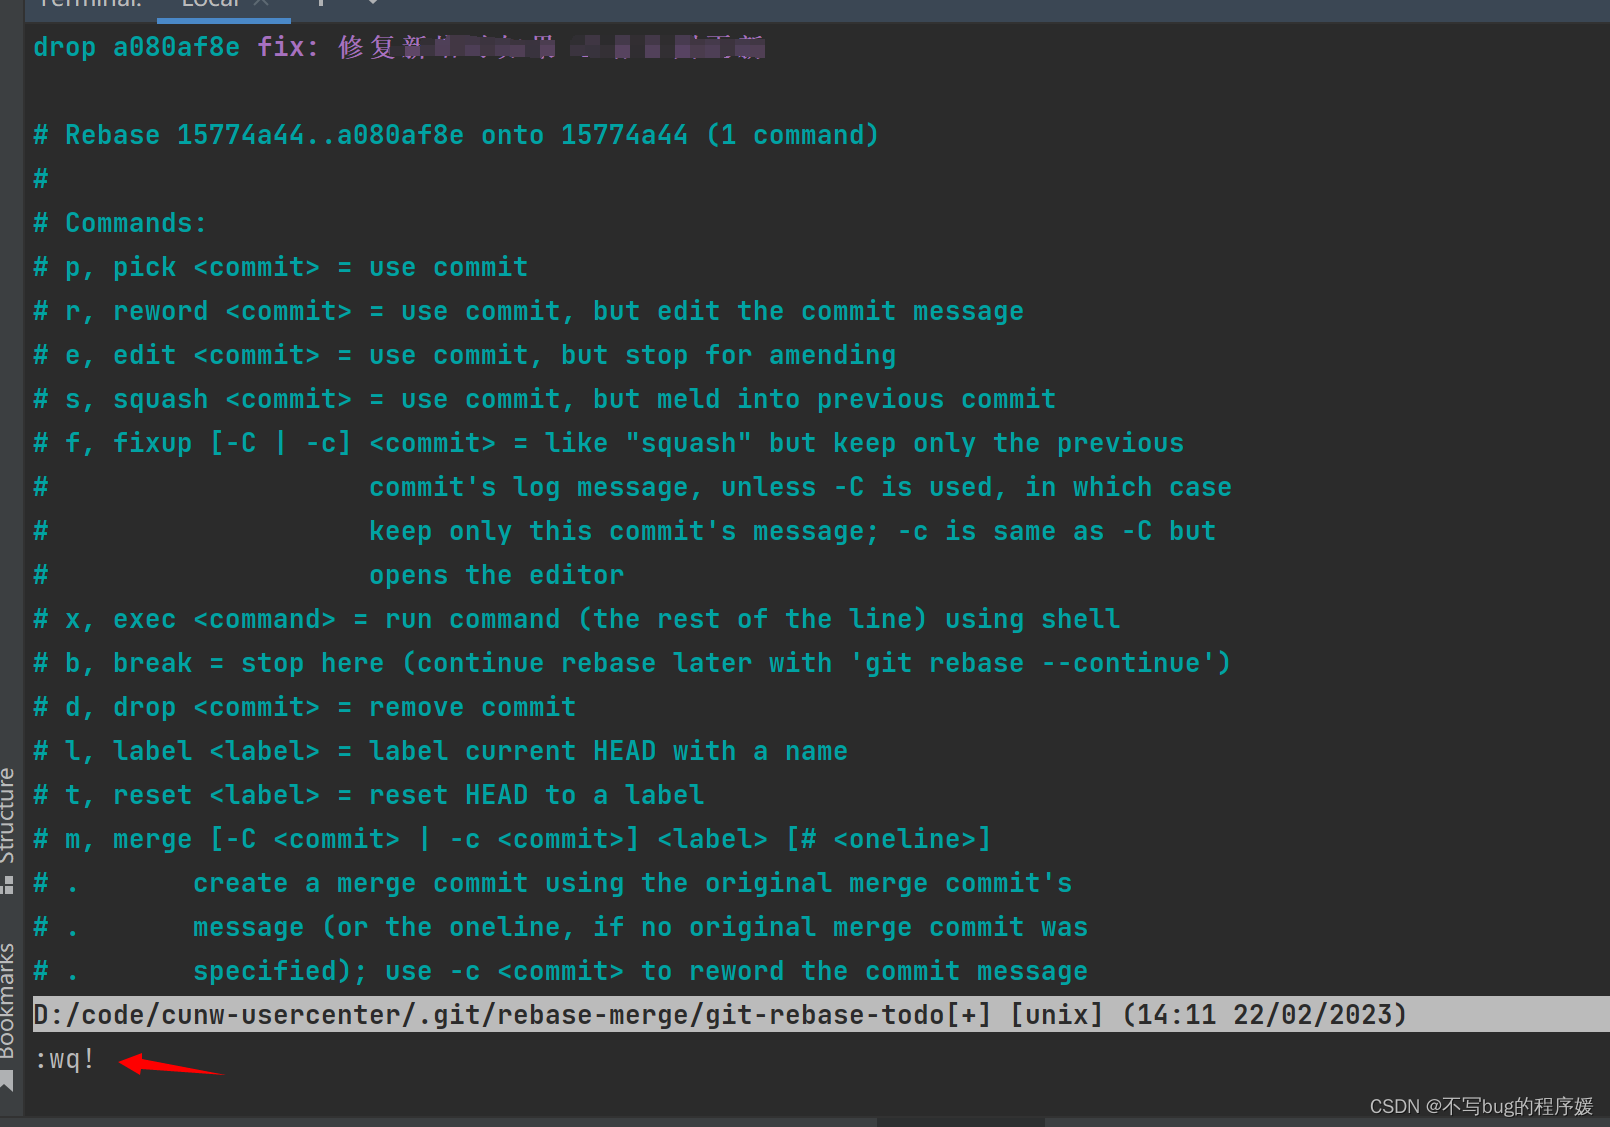 Terminal:
Local
drop a080af8e fix: 修复新
# Rebase 15774a44..a080af8e onto 15774a44 (1 command)
#
# Commands:
# p, pick <commit> = use commit
# r, reword <commit> = use commit, but edit the commit message
# e, edit <commit> = use commit, but stop for amending
# s, squash <commit> = use commit, but meld into previous commit
# f, fixup [-C | -c] <commit> = like "squash" but keep only the previous
#                    commit's log message, unless -C is used, in which case
#                    keep only this commit's message; -c is same as -C but
#                    opens the editor
# x, exec <command> = run command (the rest of the line) using shell
# b, break = stop here (continue rebase later with 'git rebase --continue')
# d, drop <commit> = remove commit
# l, label <label> = label current HEAD with a name
# t, reset <label> = reset HEAD to a label
# m, merge [-C <commit> | -c <commit>] <label> [# <oneline>]
# .       create a merge commit using the original merge commit's
# .       message (or the oneline, if no original merge commit was
# .       specified); use -c <commit> to reword the commit message
D:/code/cunw-usercenter/.git/rebase-merge/git-rebase-todo[+] [unix] (14:11 22/02/2023)
:wq!
Structure
Bookmarks
CSDN @不写bug的程序媛